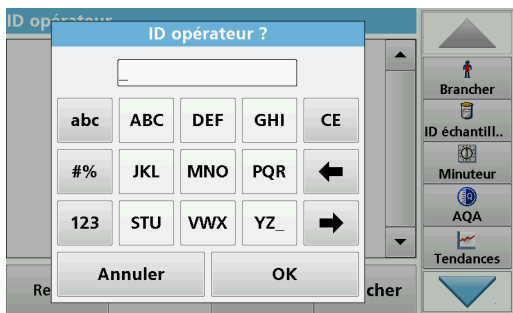 ID opérateur
ID opérateur ?
_
abc ABC DEF GHI CE
#% JKL MNO PQR
123 STU VWX YZ_
Annuler OK
Re
cher
Brancher
ID échantill..
Minuteur
AQA
Tendances